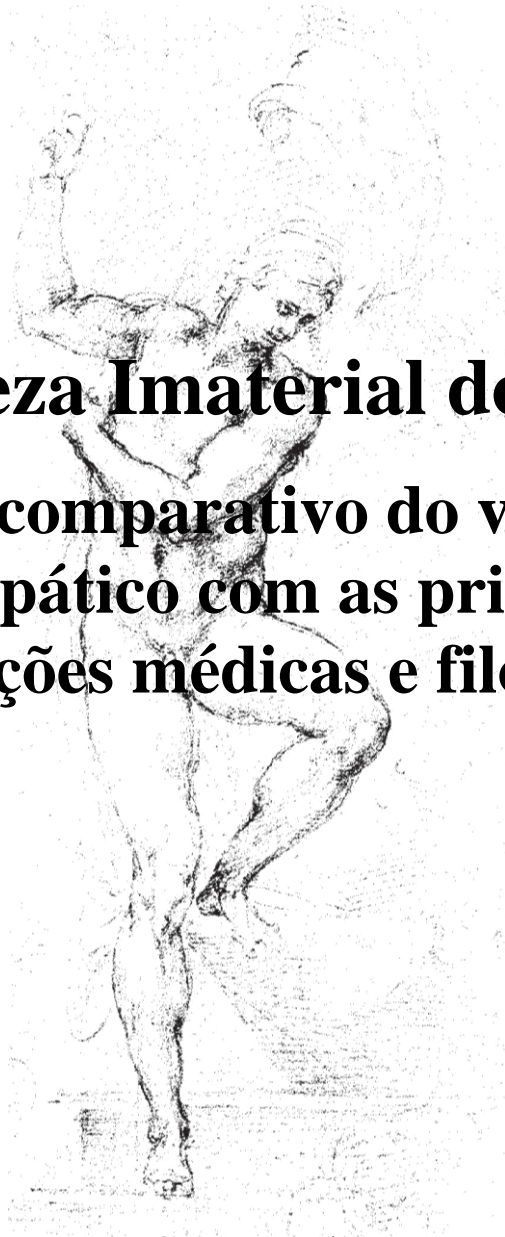 eza Imaterial do
comparativo do v
pático com as pri
ções médicas e filo